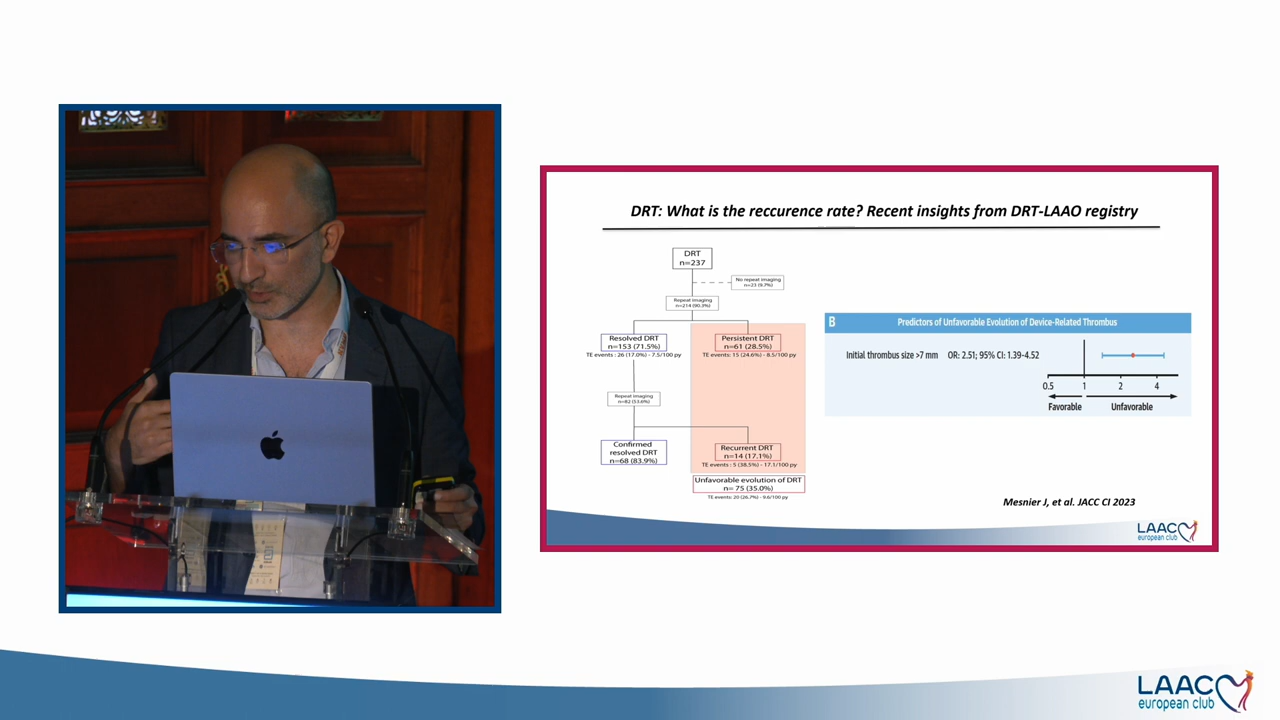 DRT: What is the reccurence rate? Recent insights from DRT-LAAO registry
DRT
n=237
No repeat imaging
n=23 (9.7%)
Repeat imaging
n=214 (90.3%)
Resolved DRT
n=153 (71.5%)
TE events : 26 (17.0%) - 7.5/100 py
Persistent DRT
n=61 (28.5%)
TE events: 15 (24.6%) - 8.5/100 py
Repeat imaging
n=82 (53.6%)
Confirmed
resolved DRT
n=68 (83.9%)
Recurrent DRT
n=14 (17.1%)
TE events : 5 (38.5%) - 17.1/100 py
Unfavorable evolution of DRT
n= 75 (35.0%)
TE events: 20 (26.7%) - 9.6/100 py
B Predictors of Unfavorable Evolution of Device-Related Thrombus
Initial thrombus size >7 mm OR: 2.51; 95% CI: 1.39-4.52
0.5 1 2 4
Favorable Unfavorable
Mesnier J, et al. JACC CI 2023
LAAC
european club
LAAC
european club